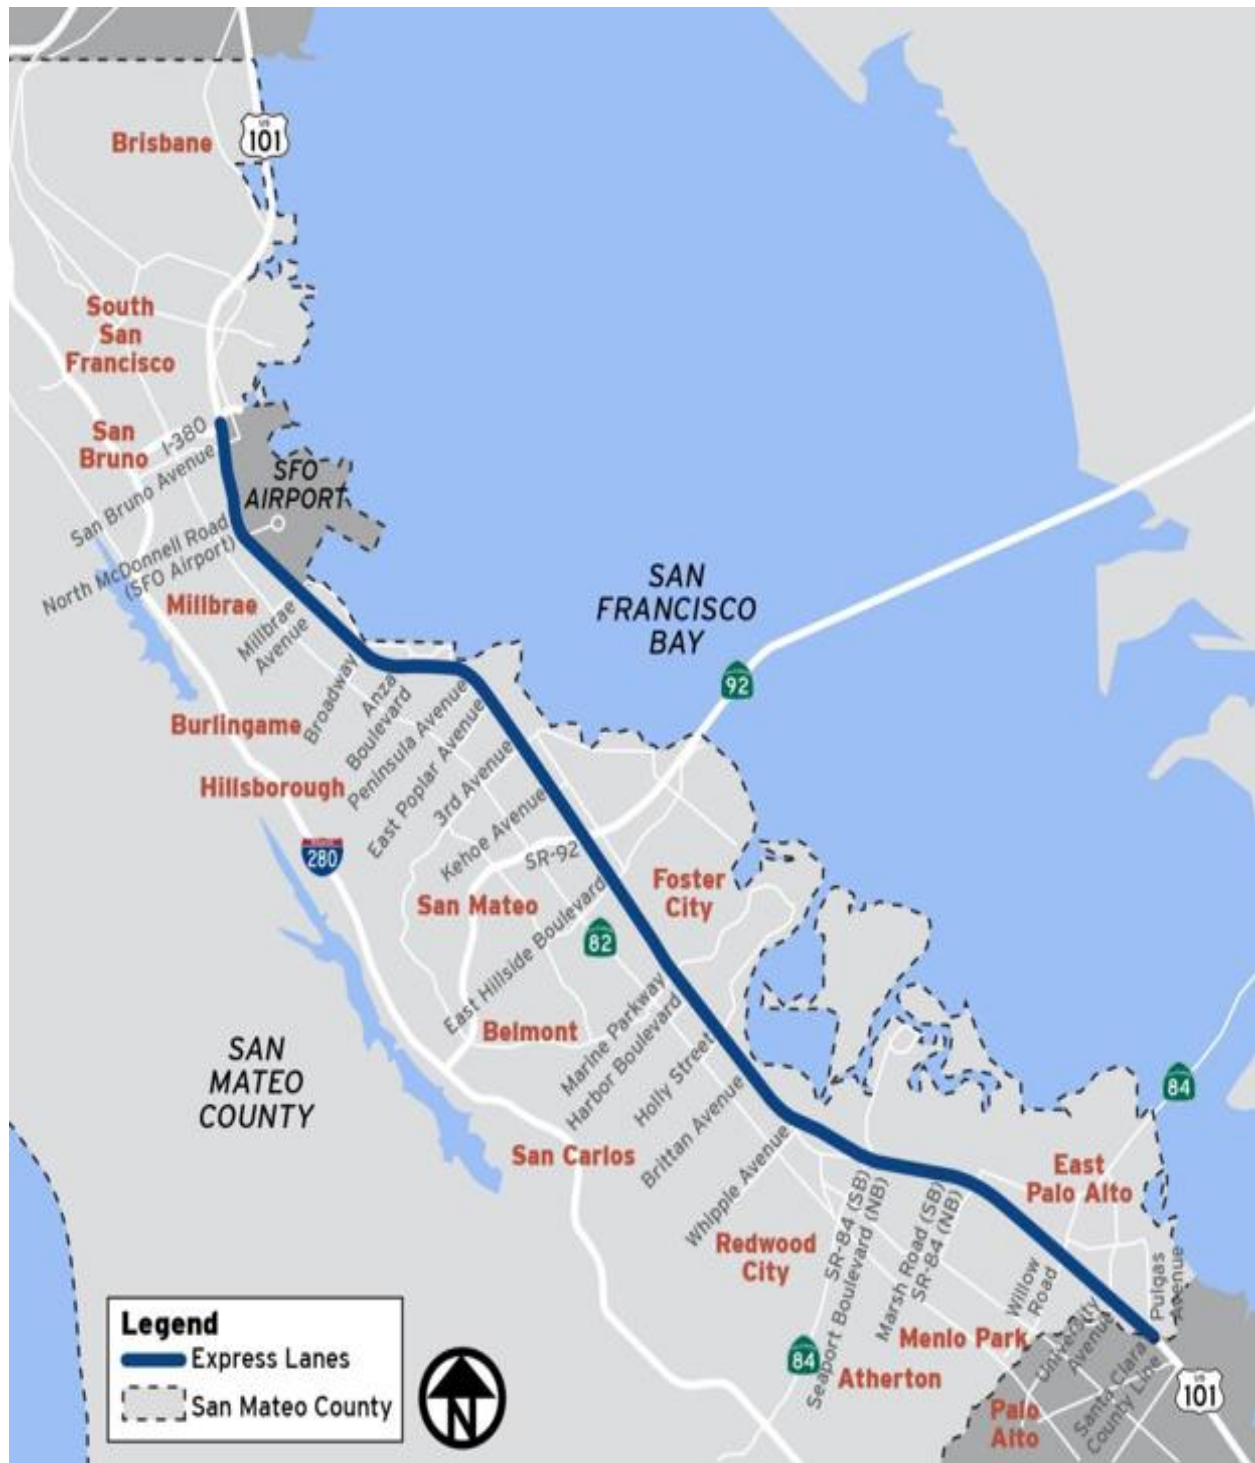 Brisbane
US
101
South
San
Francisco
San
Bruno
I-380
San Bruno Avenue
SFO
AIRPORT
North McDonnell Road
(SFO Airport)
Millbrae
Millbrae
Avenue
SAN
FRANCISCO
BAY
92
Broadway
Anza
Boulevard
Peninsula Avenue
East Poplar Avenue
Burlingame
Hillsborough
3rd Avenue
Kehoe Avenue
280
SR-92
San Mateo
Foster
City
East Hillside Boulevard
82
Belmont
Marine Parkway
Harbor Boulevard
Holly Street
Brittan Avenue
SAN
MATEO
COUNTY
San Carlos
Whipple Avenue
84
East
Palo Alto
Redwood
City
SR-84 (SB)
Seaport Boulevard (NB)
Marsh Road (SB)
SR-84 (NB)
Willow
Road
University
Avenue
Pulgas
Avenue
Menlo Park
84
Atherton
Palo
Alto
Santa Clara
County Line
US
101
Legend
Express Lanes
San Mateo County
N